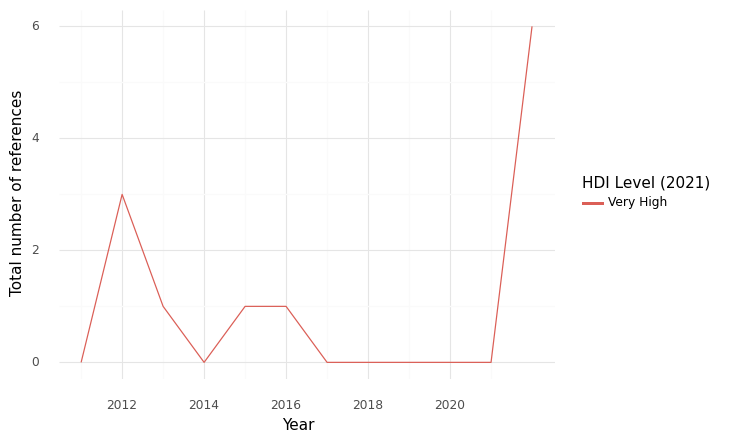 6
4
2
0
Total number of references
2012 2014 2016 2018 2020
Year
HDI Level (2021)
Very High